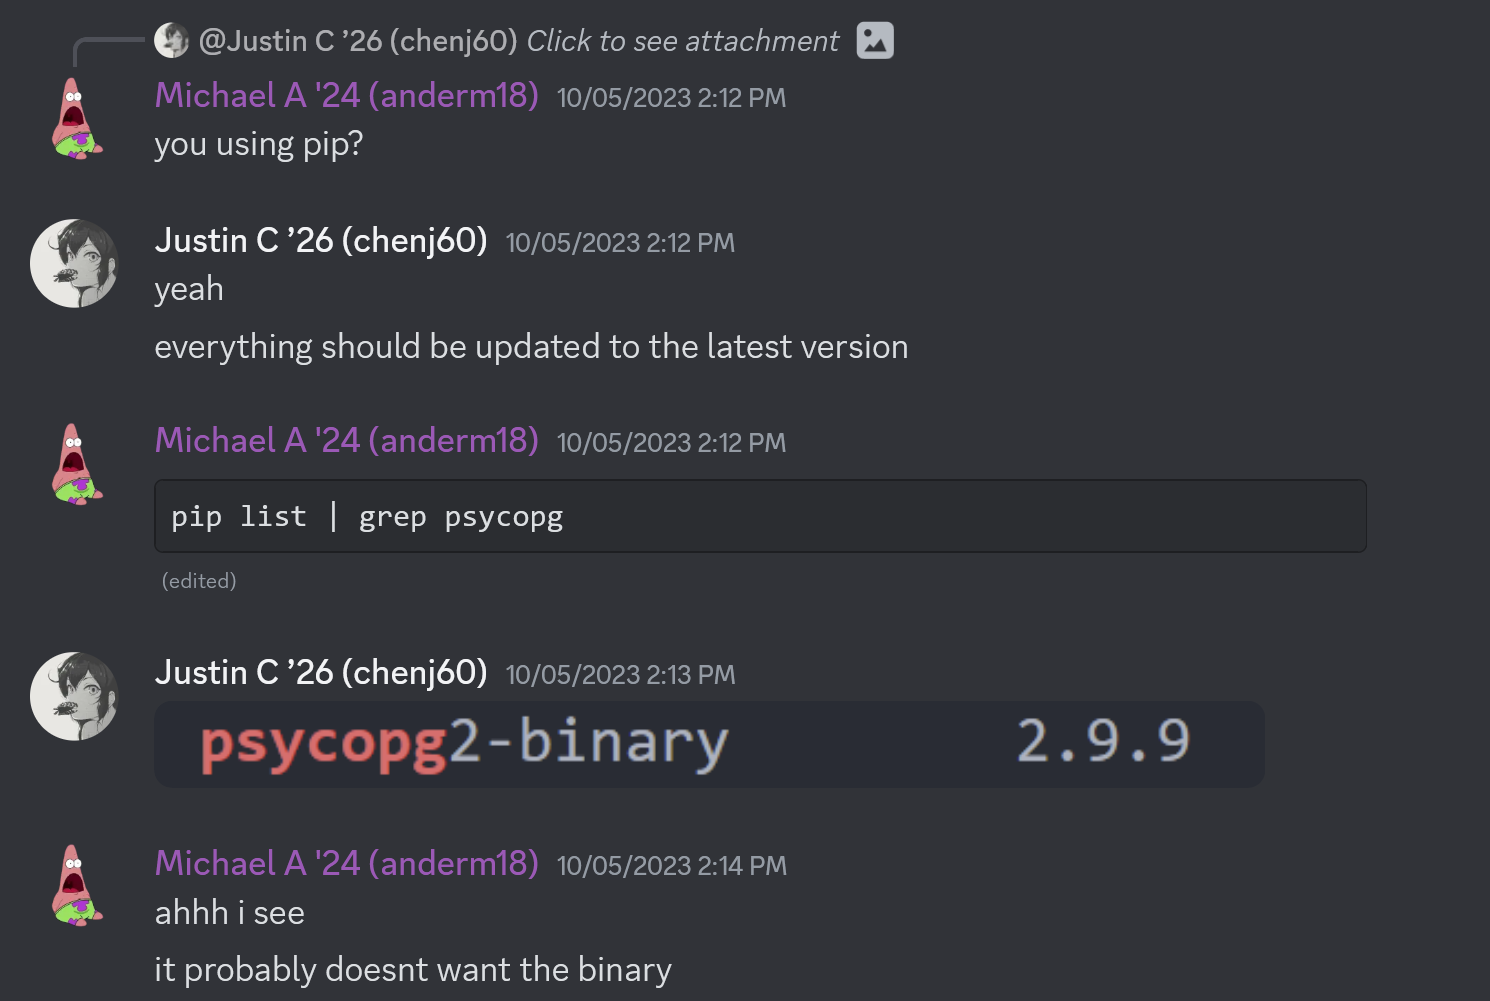 @Justin C ’26 (chenj60) Click to see attachment
Michael A '24 (anderm18) 10/05/2023 2:12 PM
you using pip?
Justin C ’26 (chenj60) 10/05/2023 2:12 PM
yeah
everything should be updated to the latest version
Michael A '24 (anderm18) 10/05/2023 2:12 PM
pip list | grep psycopg
(edited)
Justin C ’26 (chenj60) 10/05/2023 2:13 PM
psycopg2-binary 2.9.9
Michael A '24 (anderm18) 10/05/2023 2:14 PM
ahhh i see
it probably doesnt want the binary